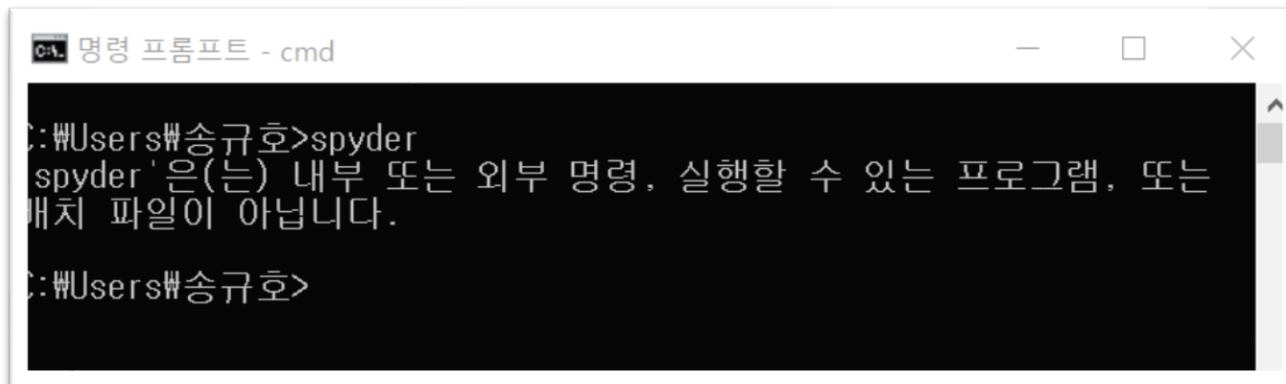 명령 프롬프트 - cmd
:₩Users₩송규호>spyder
spyder'은(는) 내부 또는 외부 명령, 실행할 수 있는 프로그램, 또는
배치 파일이 아닙니다.
:₩Users₩송규호>